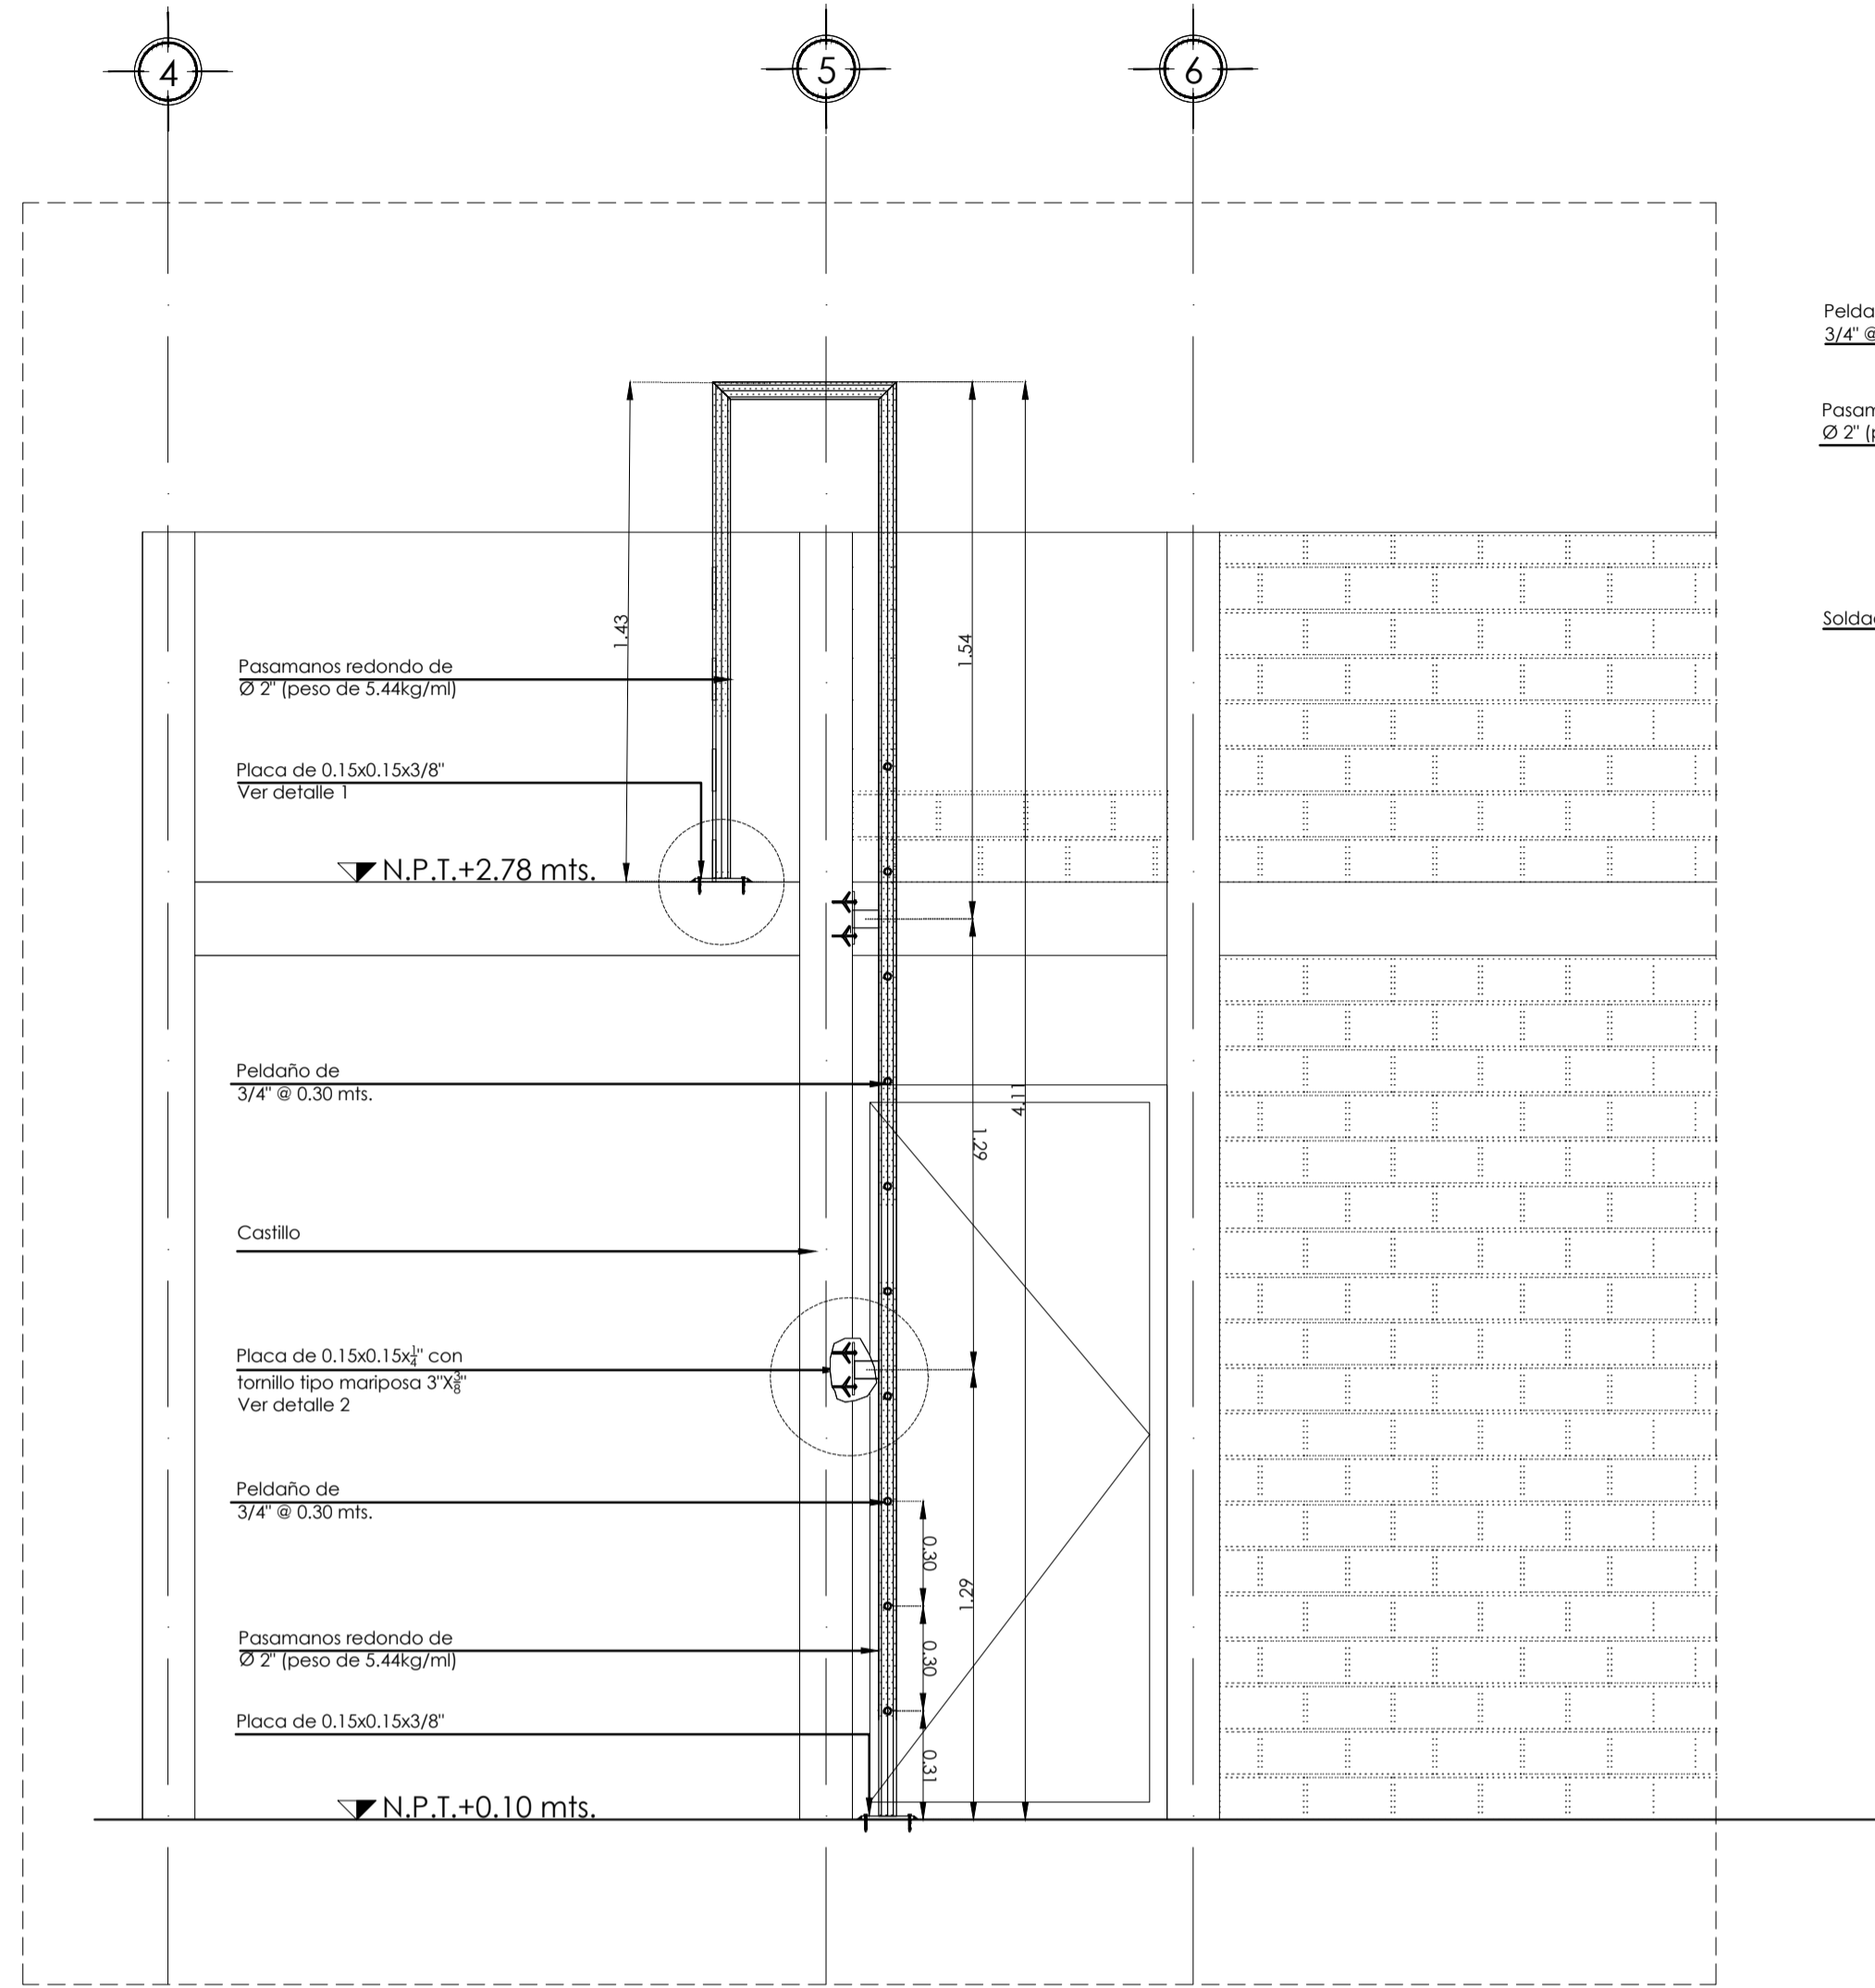 4
5
6
Pelda
3/4" @
Pasam
Ø 2" (p
Soldad
1.43
1.54
Pasamanos redondo de
Ø 2" (peso de 5.44kg/ml)
Placa de 0.15x0.15x3/8"
Ver detalle 1
N.P.T.+2.78 mts.
Peldaño de
3/4" @ 0.30 mts.
4.11
1.29
Castillo
Placa de 0.15x0.15x1/4" con
tornillo tipo mariposa 3"X3/8"
Ver detalle 2
Peldaño de
3/4" @ 0.30 mts.
0.30
1.29
Pasamanos redondo de
Ø 2" (peso de 5.44kg/ml)
0.30
Placa de 0.15x0.15x3/8"
0.31
N.P.T.+0.10 mts.